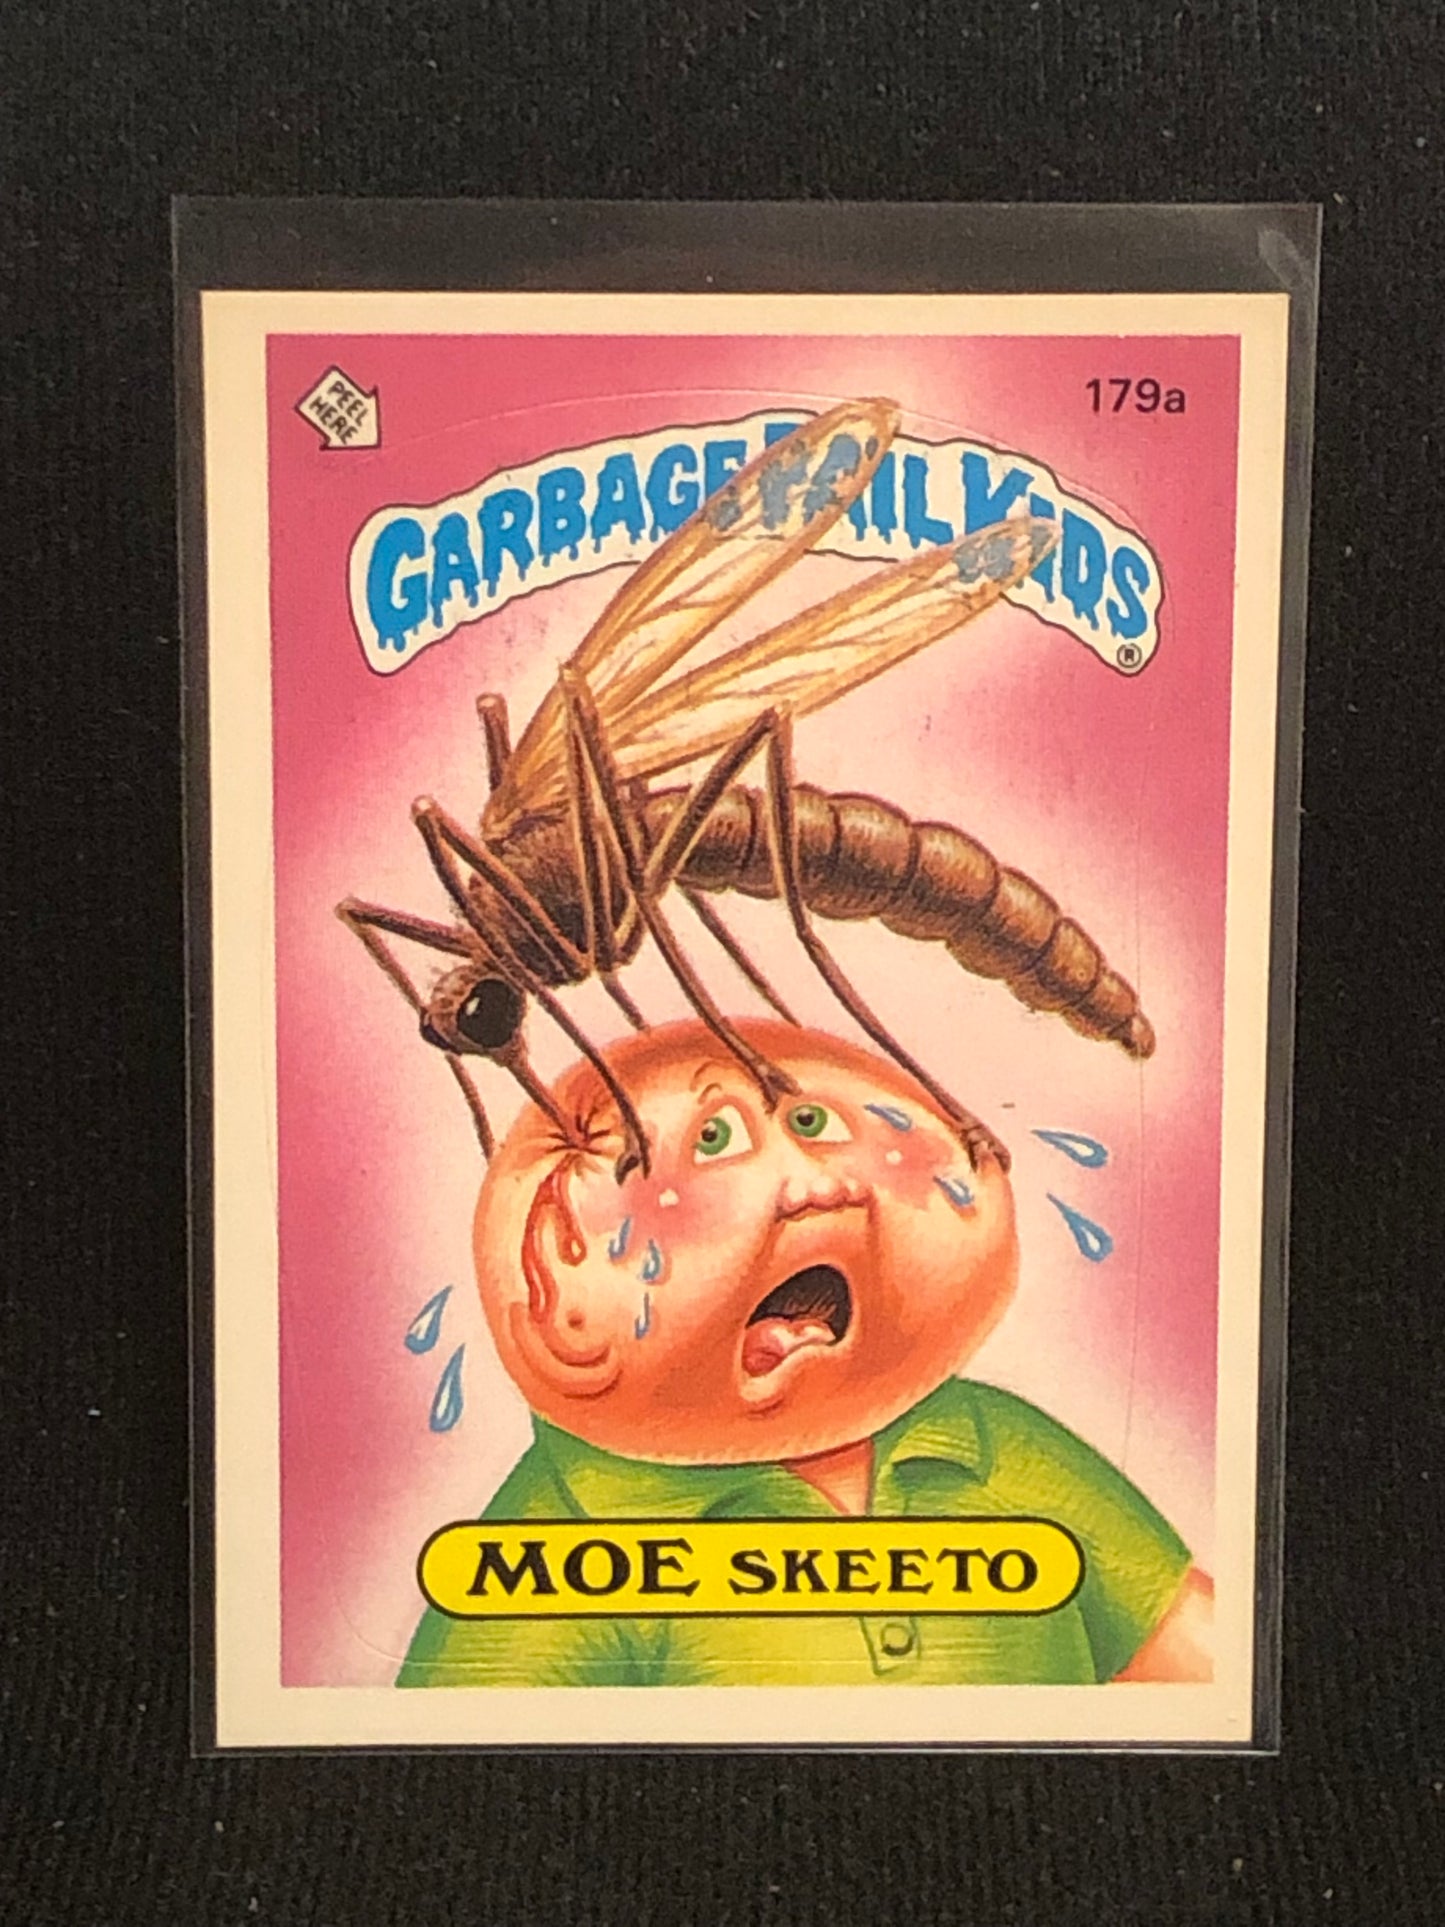 PEEL
HERE
179a
GARBAGE PAIL KIDS
®
MOE SKEETO